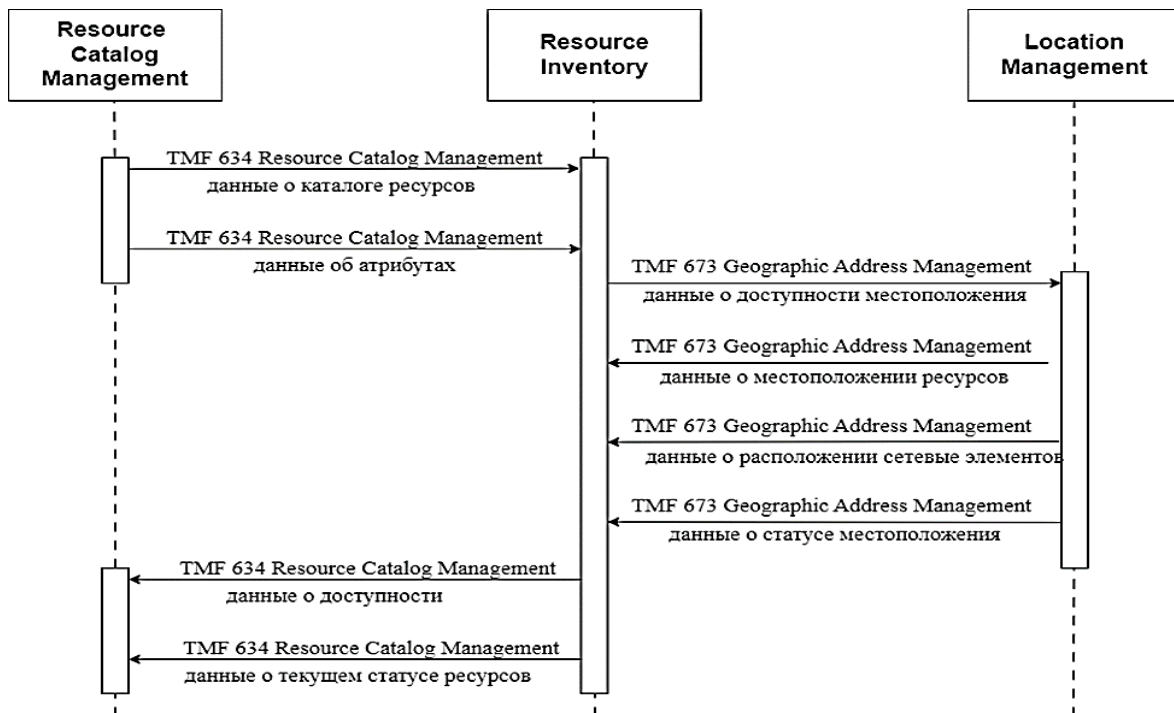 Resource
Catalog
Management
Resource
Inventory
Location
Management
TMF 634 Resource Catalog Management
данные о каталоге ресурсов
TMF 634 Resource Catalog Management
данные об атрибутах
TMF 673 Geographic Address Management
данные о доступности местоположения
TMF 673 Geographic Address Management
данные о местоположении ресурсов
TMF 673 Geographic Address Management
данные о расположении сетевые элементов
TMF 673 Geographic Address Management
данные о статусе местоположения
TMF 634 Resource Catalog Management
данные о доступности
TMF 634 Resource Catalog Management
данные о текущем статусе ресурсов